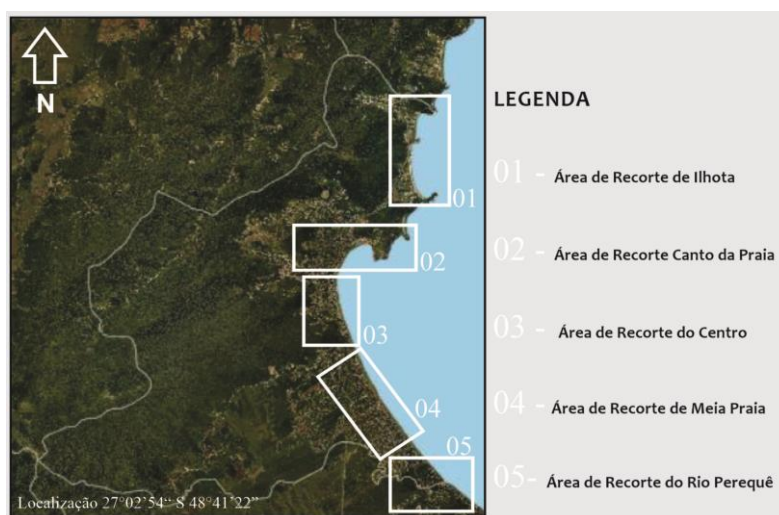 N
01
02
03
04
05
Localização 27°02'54“ S 48°41’22”
LEGENDA
01 - Área de Recorte de Ilhota
02 - Área de Recorte Canto da Praia
03 - Área de Recorte do Centro
04 - Área de Recorte de Meia Praia
05- Área de Recorte do Rio Perequê